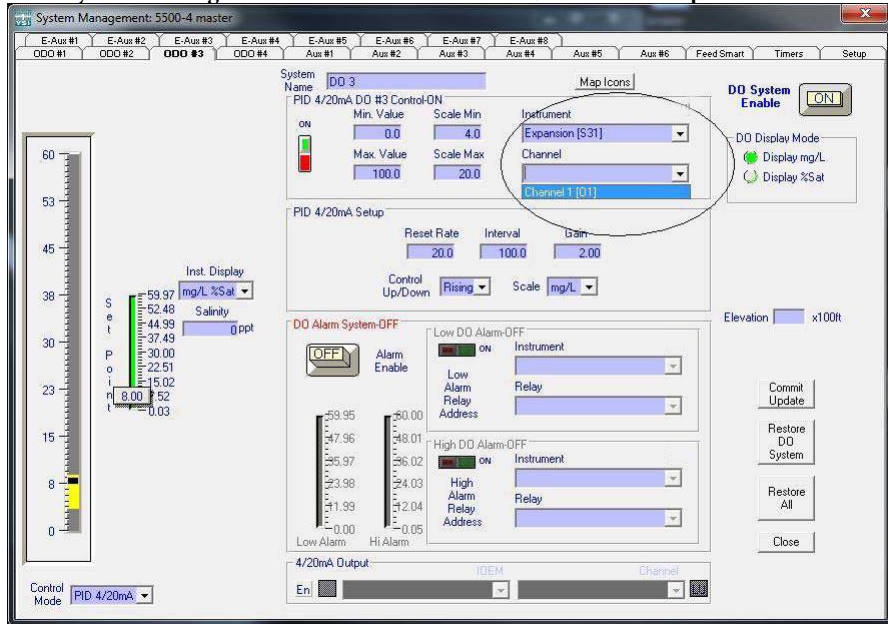 System Management: 5500-4 master
E-Aux #1 E-Aux #2 E-Aux #3 E-Aux #4 E-Aux #5 E-Aux #6 E-Aux #7 E-Aux #8
ODO #1 ODO #2 ODO #3 ODO #4 Aux #1 Aux #2 Aux #3 Aux #4 Aux #5 Aux #6 Feed Smart Timers Setup
System Name DO 3
Map Icons
DO System Enable ON
PID 4/20mA DO #3 Control-ON
ON
Min. Value Scale Min Instrument
0.0 4.0 Expansion [S31]
Max. Value Scale Max Channel
100.0 20.0
Channel 1 [01]
DO Display Mode
Display mg/L
Display %Sat
PID 4/20mA Setup
Reset Rate Interval Gain
20.0 100.0 2.00
Control Up/Down Rising Scale mg/L
60
53
45
38
30
23
15
8
0
Inst. Display
mg/L %Sat
Salinity
0 ppt
Set Point
59.97
52.48
44.99
37.49
30.00
22.51
15.02
7.52
0.03
8.00
Elevation x100ft
DO Alarm System-OFF
OFF Alarm Enable
Low DO Alarm-OFF
ON Instrument
Low Alarm Relay Address
Relay
High DO Alarm-OFF
ON Instrument
High Alarm Relay Address
Relay
59.95 60.00
47.96 48.01
35.97 36.02
23.98 24.03
11.99 12.04
0.00 0.05
Low Alarm Hi Alarm
Commit Update
Restore DO System
Restore All
Close
4/20mA Output
IOEM Channel
En
Control Mode PID 4/20mA